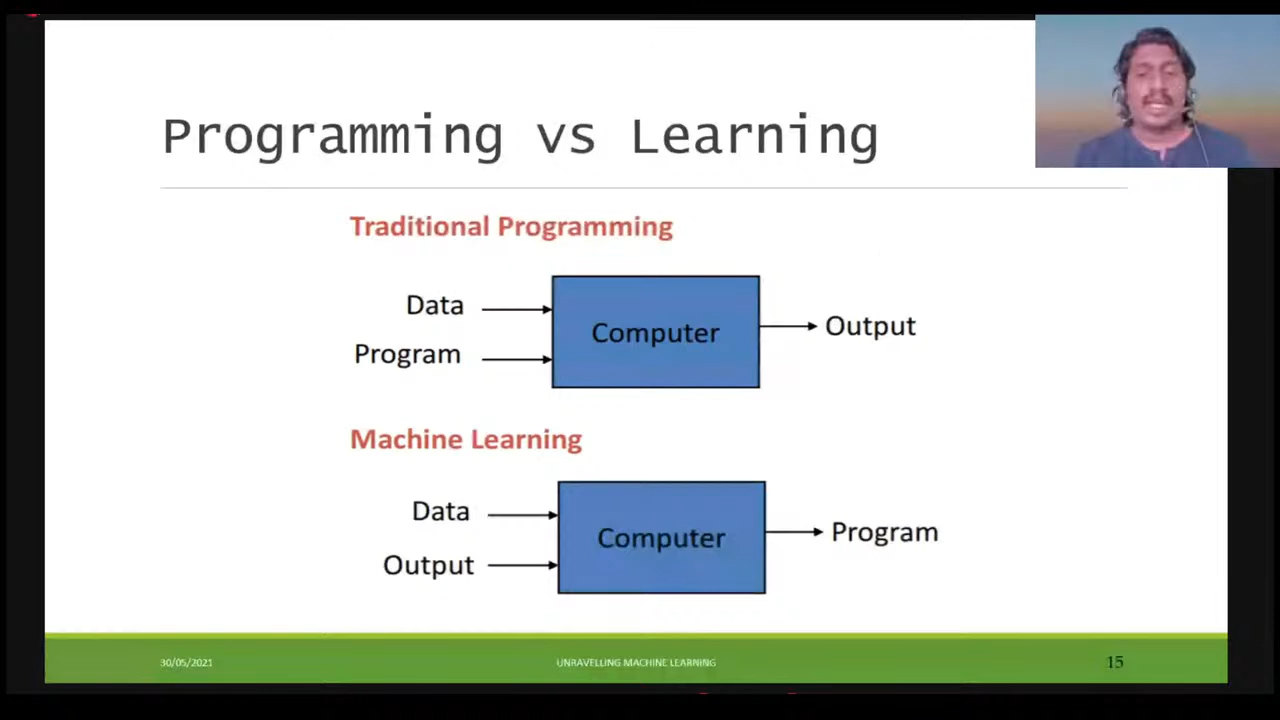 Programming vs Learning
Traditional Programming
Data
Program
Computer
Output
Machine Learning
Data
Output
Computer
Program
30/05/2021
UNRAVELLING MACHINE LEARNING
15